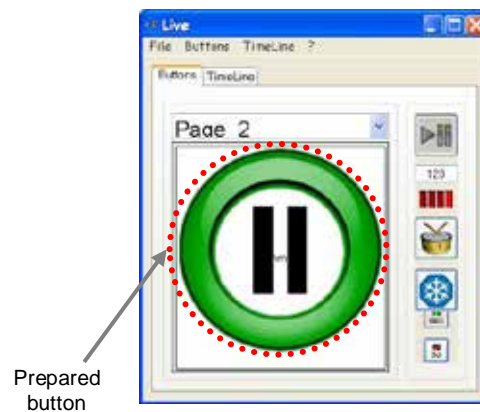 Live
File Buttons TimeLine ?
Buttons TimeLine
Page 2
123
Prepared
button